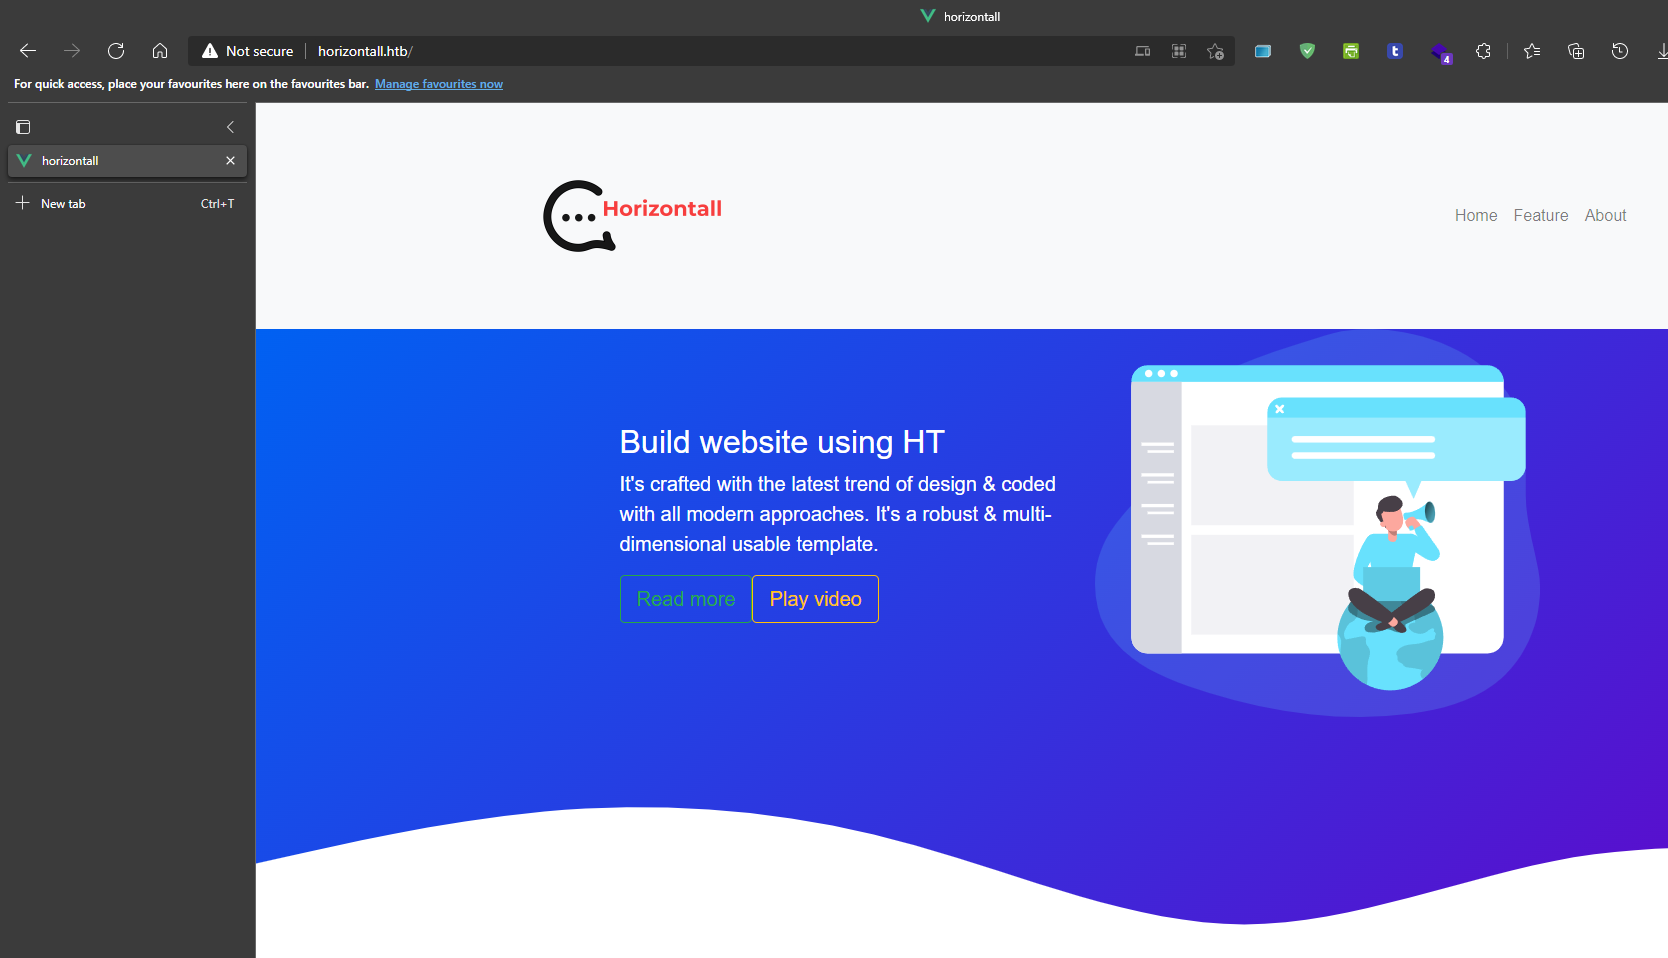 horizontall
Not secure horizontall.htb/
4
For quick access, place your favourites here on the favourites bar. Manage favourites now
horizontall
New tab Ctrl+T
Horizontall
Home Feature About
Build website using HT
It's crafted with the latest trend of design & coded
with all modern approaches. It's a robust & multi-
dimensional usable template.
Read more Play video